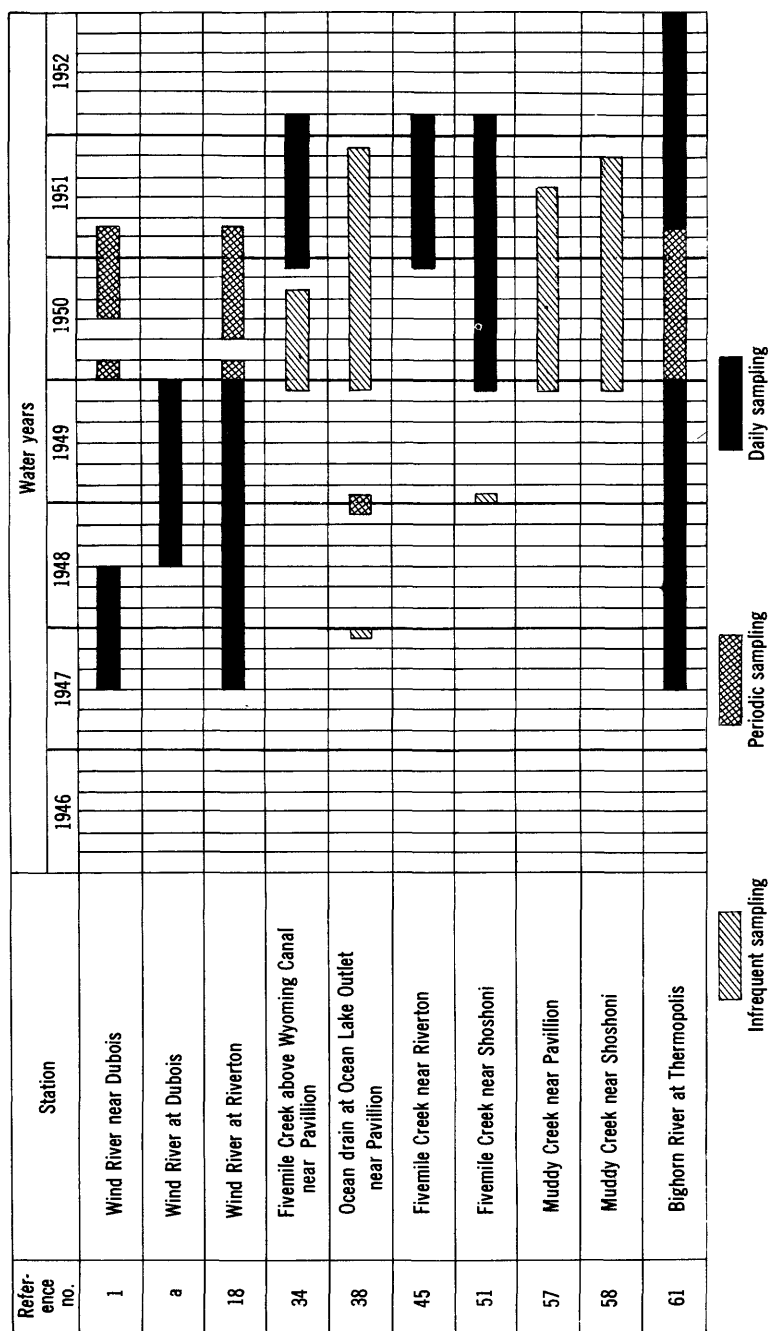 Refer-
ence
no.
Station
Water years
1946
1947
1948
1949
1950
1951
1952
1
Wind River near Dubois
a
Wind River at Dubois
18
Wind River at Riverton
34
Fivemile Creek above Wyoming Canal
near Pavillion
38
Ocean drain at Ocean Lake Outlet
near Pavillion
45
Fivemile Creek near Riverton
51
Fivemile Creek near Shoshoni
57
Muddy Creek near Pavillion
58
Muddy Creek near Shoshoni
61
Bighorn River at Thermopolis
Infrequent sampling
Periodic sampling
Daily sampling